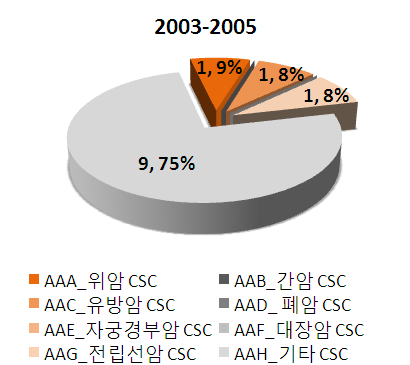 2003-2005
1, 9%
1, 8%
1, 8%
9, 75%
AAA_위암 CSC
AAB_간암 CSC
AAC_유방암 CSC
AAD_ 폐암 CSC
AAE_자궁경부암 CSC
AAF_대장암 CSC
AAG_전립선암 CSC
AAH_기타 CSC